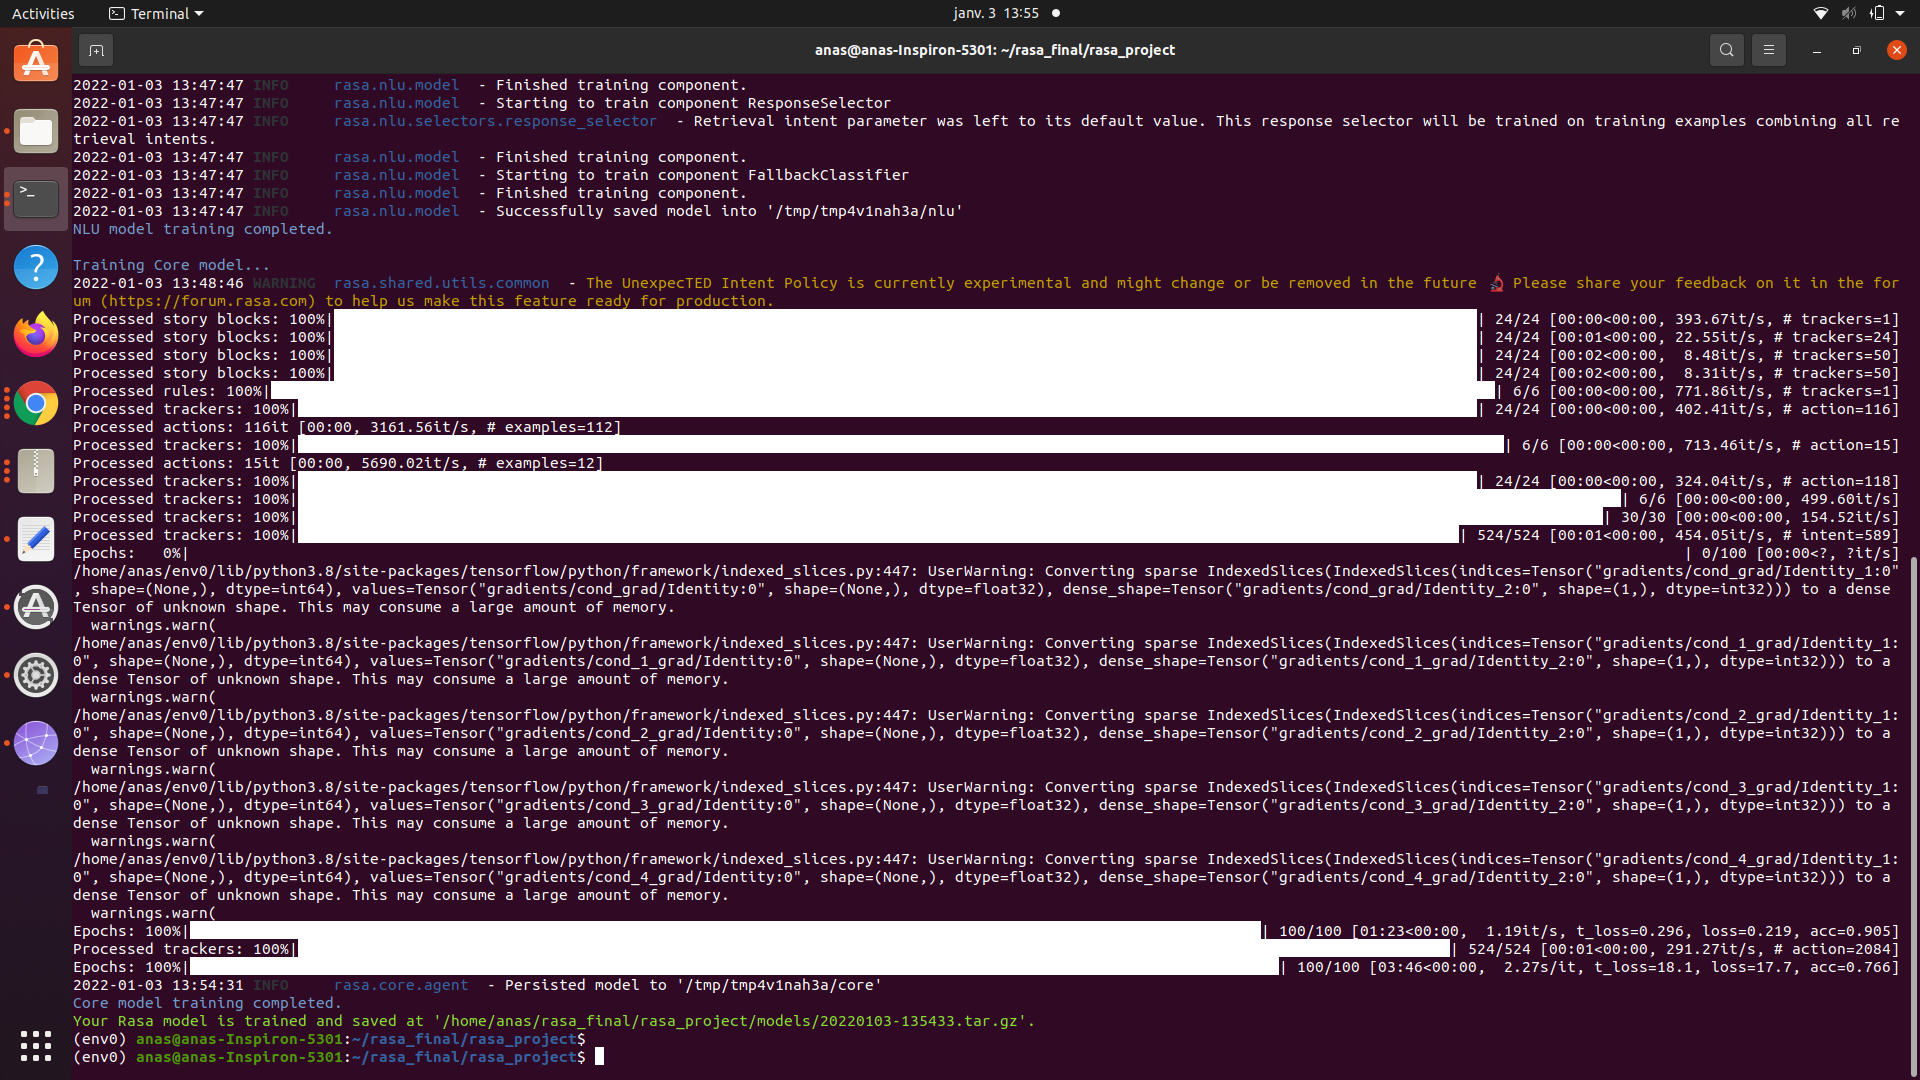 Activities
Terminal
janv. 3 13:55
anas@anas-Inspiron-5301: ~/rasa_final/rasa_project
2022-01-03 13:47:47 INFO     rasa.nlu.model  - Finished training component.
2022-01-03 13:47:47 INFO     rasa.nlu.model  - Starting to train component ResponseSelector
2022-01-03 13:47:47 INFO     rasa.nlu.selectors.response_selector  - Retrieval intent parameter was left to its default value. This response selector will be trained on training examples combining all re
trieval intents.
2022-01-03 13:47:47 INFO     rasa.nlu.model  - Finished training component.
2022-01-03 13:47:47 INFO     rasa.nlu.model  - Starting to train component FallbackClassifier
2022-01-03 13:47:47 INFO     rasa.nlu.model  - Finished training component.
2022-01-03 13:47:47 INFO     rasa.nlu.model  - Successfully saved model into '/tmp/tmp4v1nah3a/nlu'
NLU model training completed.
Training Core model...
2022-01-03 13:48:46 WARNING  rasa.shared.utils.common  - The UnexpecTED Intent Policy is currently experimental and might change or be removed in the future 🔬 Please share your feedback on it in the for
um (https://forum.rasa.com) to help us make this feature ready for production.
Processed story blocks: 100%| | 24/24 [00:00<00:00, 393.67it/s, # trackers=1]
Processed story blocks: 100%| | 24/24 [00:01<00:00, 22.55it/s, # trackers=24]
Processed story blocks: 100%| | 24/24 [00:02<00:00,  8.48it/s, # trackers=50]
Processed story blocks: 100%| | 24/24 [00:02<00:00,  8.31it/s, # trackers=50]
Processed rules: 100%| | 6/6 [00:00<00:00, 771.86it/s, # trackers=1]
Processed trackers: 100%| | 24/24 [00:00<00:00, 402.41it/s, # action=116]
Processed actions: 116it [00:00, 3161.56it/s, # examples=112]
Processed trackers: 100%| | 6/6 [00:00<00:00, 713.46it/s, # action=15]
Processed actions: 15it [00:00, 5690.02it/s, # examples=12]
Processed trackers: 100%| | 24/24 [00:00<00:00, 324.04it/s, # action=118]
Processed trackers: 100%| | 6/6 [00:00<00:00, 499.60it/s]
Processed trackers: 100%| | 30/30 [00:00<00:00, 154.52it/s]
Processed trackers: 100%| | 524/524 [00:01<00:00, 454.05it/s, # intent=589]
Epochs:   0%| | 0/100 [00:00<?, ?it/s]
/home/anas/env0/lib/python3.8/site-packages/tensorflow/python/framework/indexed_slices.py:447: UserWarning: Converting sparse IndexedSlices(IndexedSlices(indices=Tensor("gradients/cond_grad/Identity_1:0"
, shape=(None,), dtype=int64), values=Tensor("gradients/cond_grad/Identity:0", shape=(None,), dtype=float32), dense_shape=Tensor("gradients/cond_grad/Identity_2:0", shape=(1,), dtype=int32))) to a dense
Tensor of unknown shape. This may consume a large amount of memory.
  warnings.warn(
/home/anas/env0/lib/python3.8/site-packages/tensorflow/python/framework/indexed_slices.py:447: UserWarning: Converting sparse IndexedSlices(IndexedSlices(indices=Tensor("gradients/cond_1_grad/Identity_1:
0", shape=(None,), dtype=int64), values=Tensor("gradients/cond_1_grad/Identity:0", shape=(None,), dtype=float32), dense_shape=Tensor("gradients/cond_1_grad/Identity_2:0", shape=(1,), dtype=int32))) to a
dense Tensor of unknown shape. This may consume a large amount of memory.
  warnings.warn(
/home/anas/env0/lib/python3.8/site-packages/tensorflow/python/framework/indexed_slices.py:447: UserWarning: Converting sparse IndexedSlices(IndexedSlices(indices=Tensor("gradients/cond_2_grad/Identity_1:
0", shape=(None,), dtype=int64), values=Tensor("gradients/cond_2_grad/Identity:0", shape=(None,), dtype=float32), dense_shape=Tensor("gradients/cond_2_grad/Identity_2:0", shape=(1,), dtype=int32))) to a
dense Tensor of unknown shape. This may consume a large amount of memory.
  warnings.warn(
/home/anas/env0/lib/python3.8/site-packages/tensorflow/python/framework/indexed_slices.py:447: UserWarning: Converting sparse IndexedSlices(IndexedSlices(indices=Tensor("gradients/cond_3_grad/Identity_1:
0", shape=(None,), dtype=int64), values=Tensor("gradients/cond_3_grad/Identity:0", shape=(None,), dtype=float32), dense_shape=Tensor("gradients/cond_3_grad/Identity_2:0", shape=(1,), dtype=int32))) to a
dense Tensor of unknown shape. This may consume a large amount of memory.
  warnings.warn(
/home/anas/env0/lib/python3.8/site-packages/tensorflow/python/framework/indexed_slices.py:447: UserWarning: Converting sparse IndexedSlices(IndexedSlices(indices=Tensor("gradients/cond_4_grad/Identity_1:
0", shape=(None,), dtype=int64), values=Tensor("gradients/cond_4_grad/Identity:0", shape=(None,), dtype=float32), dense_shape=Tensor("gradients/cond_4_grad/Identity_2:0", shape=(1,), dtype=int32))) to a
dense Tensor of unknown shape. This may consume a large amount of memory.
  warnings.warn(
Epochs: 100%| | 100/100 [01:23<00:00,  1.19it/s, t_loss=0.296, loss=0.219, acc=0.905]
Processed trackers: 100%| | 524/524 [00:01<00:00, 291.27it/s, # action=2084]
Epochs: 100%| | 100/100 [03:46<00:00,  2.27s/it, t_loss=18.1, loss=17.7, acc=0.766]
2022-01-03 13:54:31 INFO     rasa.core.agent  - Persisted model to '/tmp/tmp4v1nah3a/core'
Core model training completed.
Your Rasa model is trained and saved at '/home/anas/rasa_final/rasa_project/models/20220103-135433.tar.gz'.
(env0) anas@anas-Inspiron-5301:~/rasa_final/rasa_project$
(env0) anas@anas-Inspiron-5301:~/rasa_final/rasa_project$